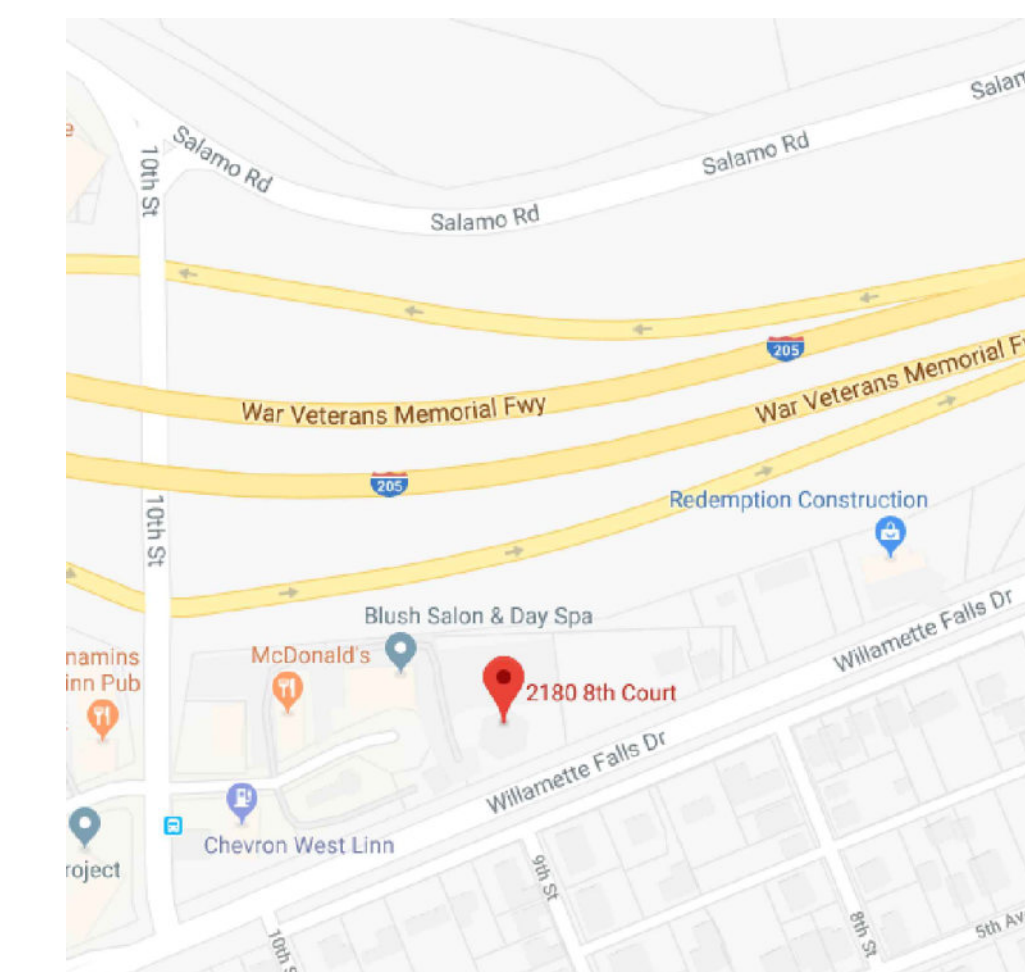 Salam
e
Salamo Rd
Salamo Rd
10th St
Salamo Rd
205
War Veterans Memorial F
War Veterans Memorial Fwy
205
Redemption Construction
10th St
Willamette Falls Dr
Blush Salon & Day Spa
McDonald's
namins
inn Pub
2180 8th Court
Willamette Falls Dr
Chevron West Linn
roject
9th St
8th St
5th Av
10th S